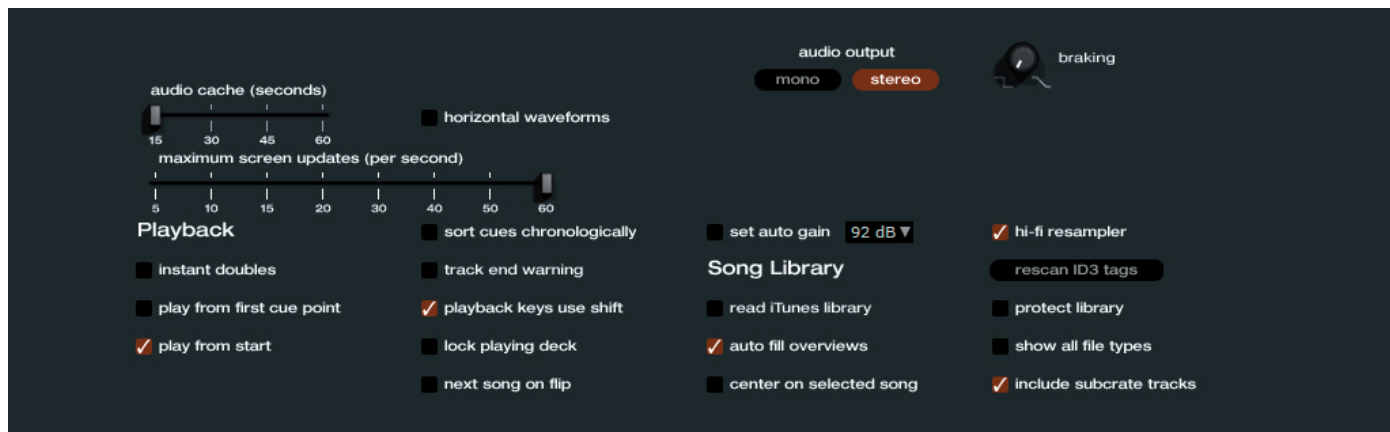 audio output
mono stereo
braking
audio cache (seconds)
15 30 45 60
horizontal waveforms
maximum screen updates (per second)
5 10 15 20 30 40 50 60
Playback
sort cues chronologically
set auto gain 92 dB
hi-fi resampler
instant doubles
track end warning
Song Library
rescan ID3 tags
play from first cue point
playback keys use shift
read iTunes library
protect library
play from start
lock playing deck
auto fill overviews
show all file types
next song on flip
center on selected song
include subcrate tracks